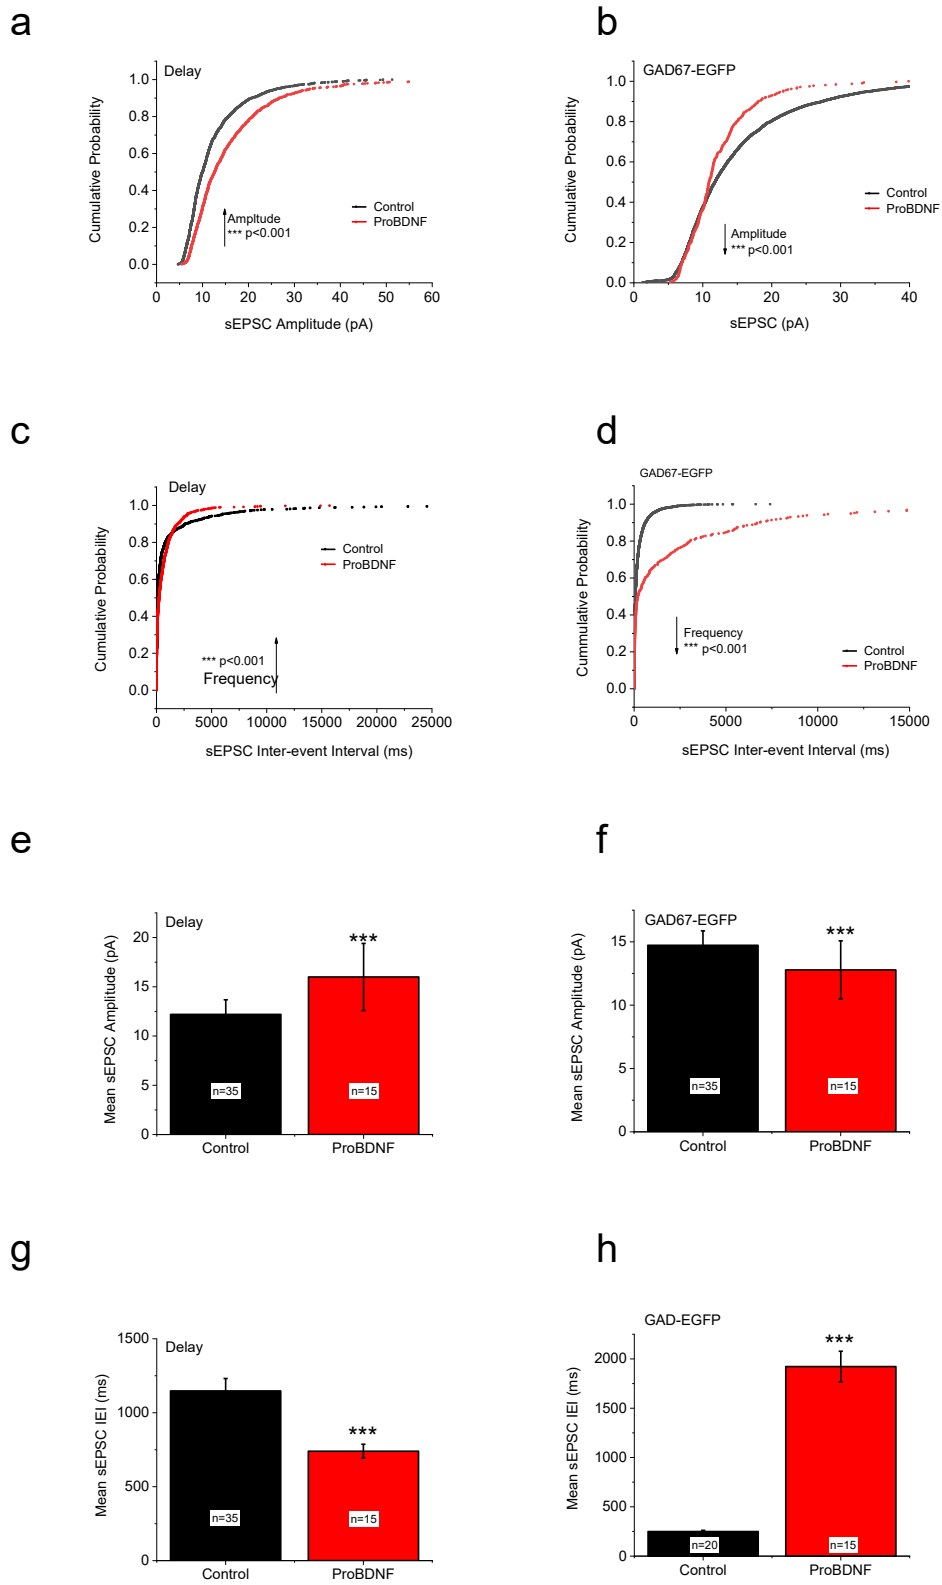 a
Delay
1.0
0.8
0.6
0.4
0.2
0.0
Cumulative Probability
Ampltude
*** p<0.001
Control
ProBDNF
0 10 20 30 40 50 60
sEPSC Amplitude (pA)
b
GAD67-EGFP
1.0
0.8
0.6
0.4
0.2
0.0
Cumulative Probability
Amplitude
*** p<0.001
Control
ProBDNF
0 10 20 30 40
sEPSC (pA)
c
Delay
1.0
0.8
0.6
0.4
0.2
0.0
Cumulative Probability
Control
ProBDNF
*** p<0.001
Frequency
0 5000 10000 15000 20000 25000
sEPSC Inter-event Interval (ms)
d
GAD67-EGFP
1.0
0.8
0.6
0.4
0.2
0.0
Cummulative Probability
Frequency
*** p<0.001
Control
ProBDNF
0 5000 10000 15000
sEPSC Inter-event Interval (ms)
e
Delay
20
15
10
5
0
Mean sEPSC Amplitude (pA)
***
n=35 n=15
Control ProBDNF
f
GAD67-EGFP
15
10
5
0
Mean sEPSC Amplitude (pA)
***
n=35 n=15
Control ProBDNF
g
Delay
1500
1000
500
0
Mean sEPSC IEI (ms)
***
n=35 n=15
Control ProBDNF
h
GAD-EGFP
2000
1500
1000
500
0
Mean sEPSC IEI (ms)
***
n=20 n=15
Control ProBDNF